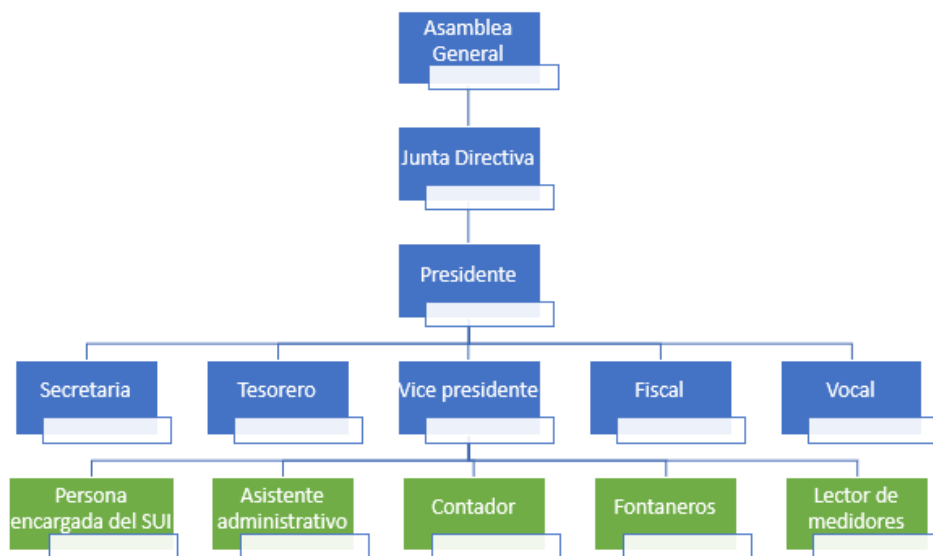 Asamblea
General
Junta Directiva
Presidente
Secretaria
Tesorero
Vice presidente
Fiscal
Vocal
Persona
encargada del SUI
Asistente
administrativo
Contador
Fontaneros
Lector de
medidores